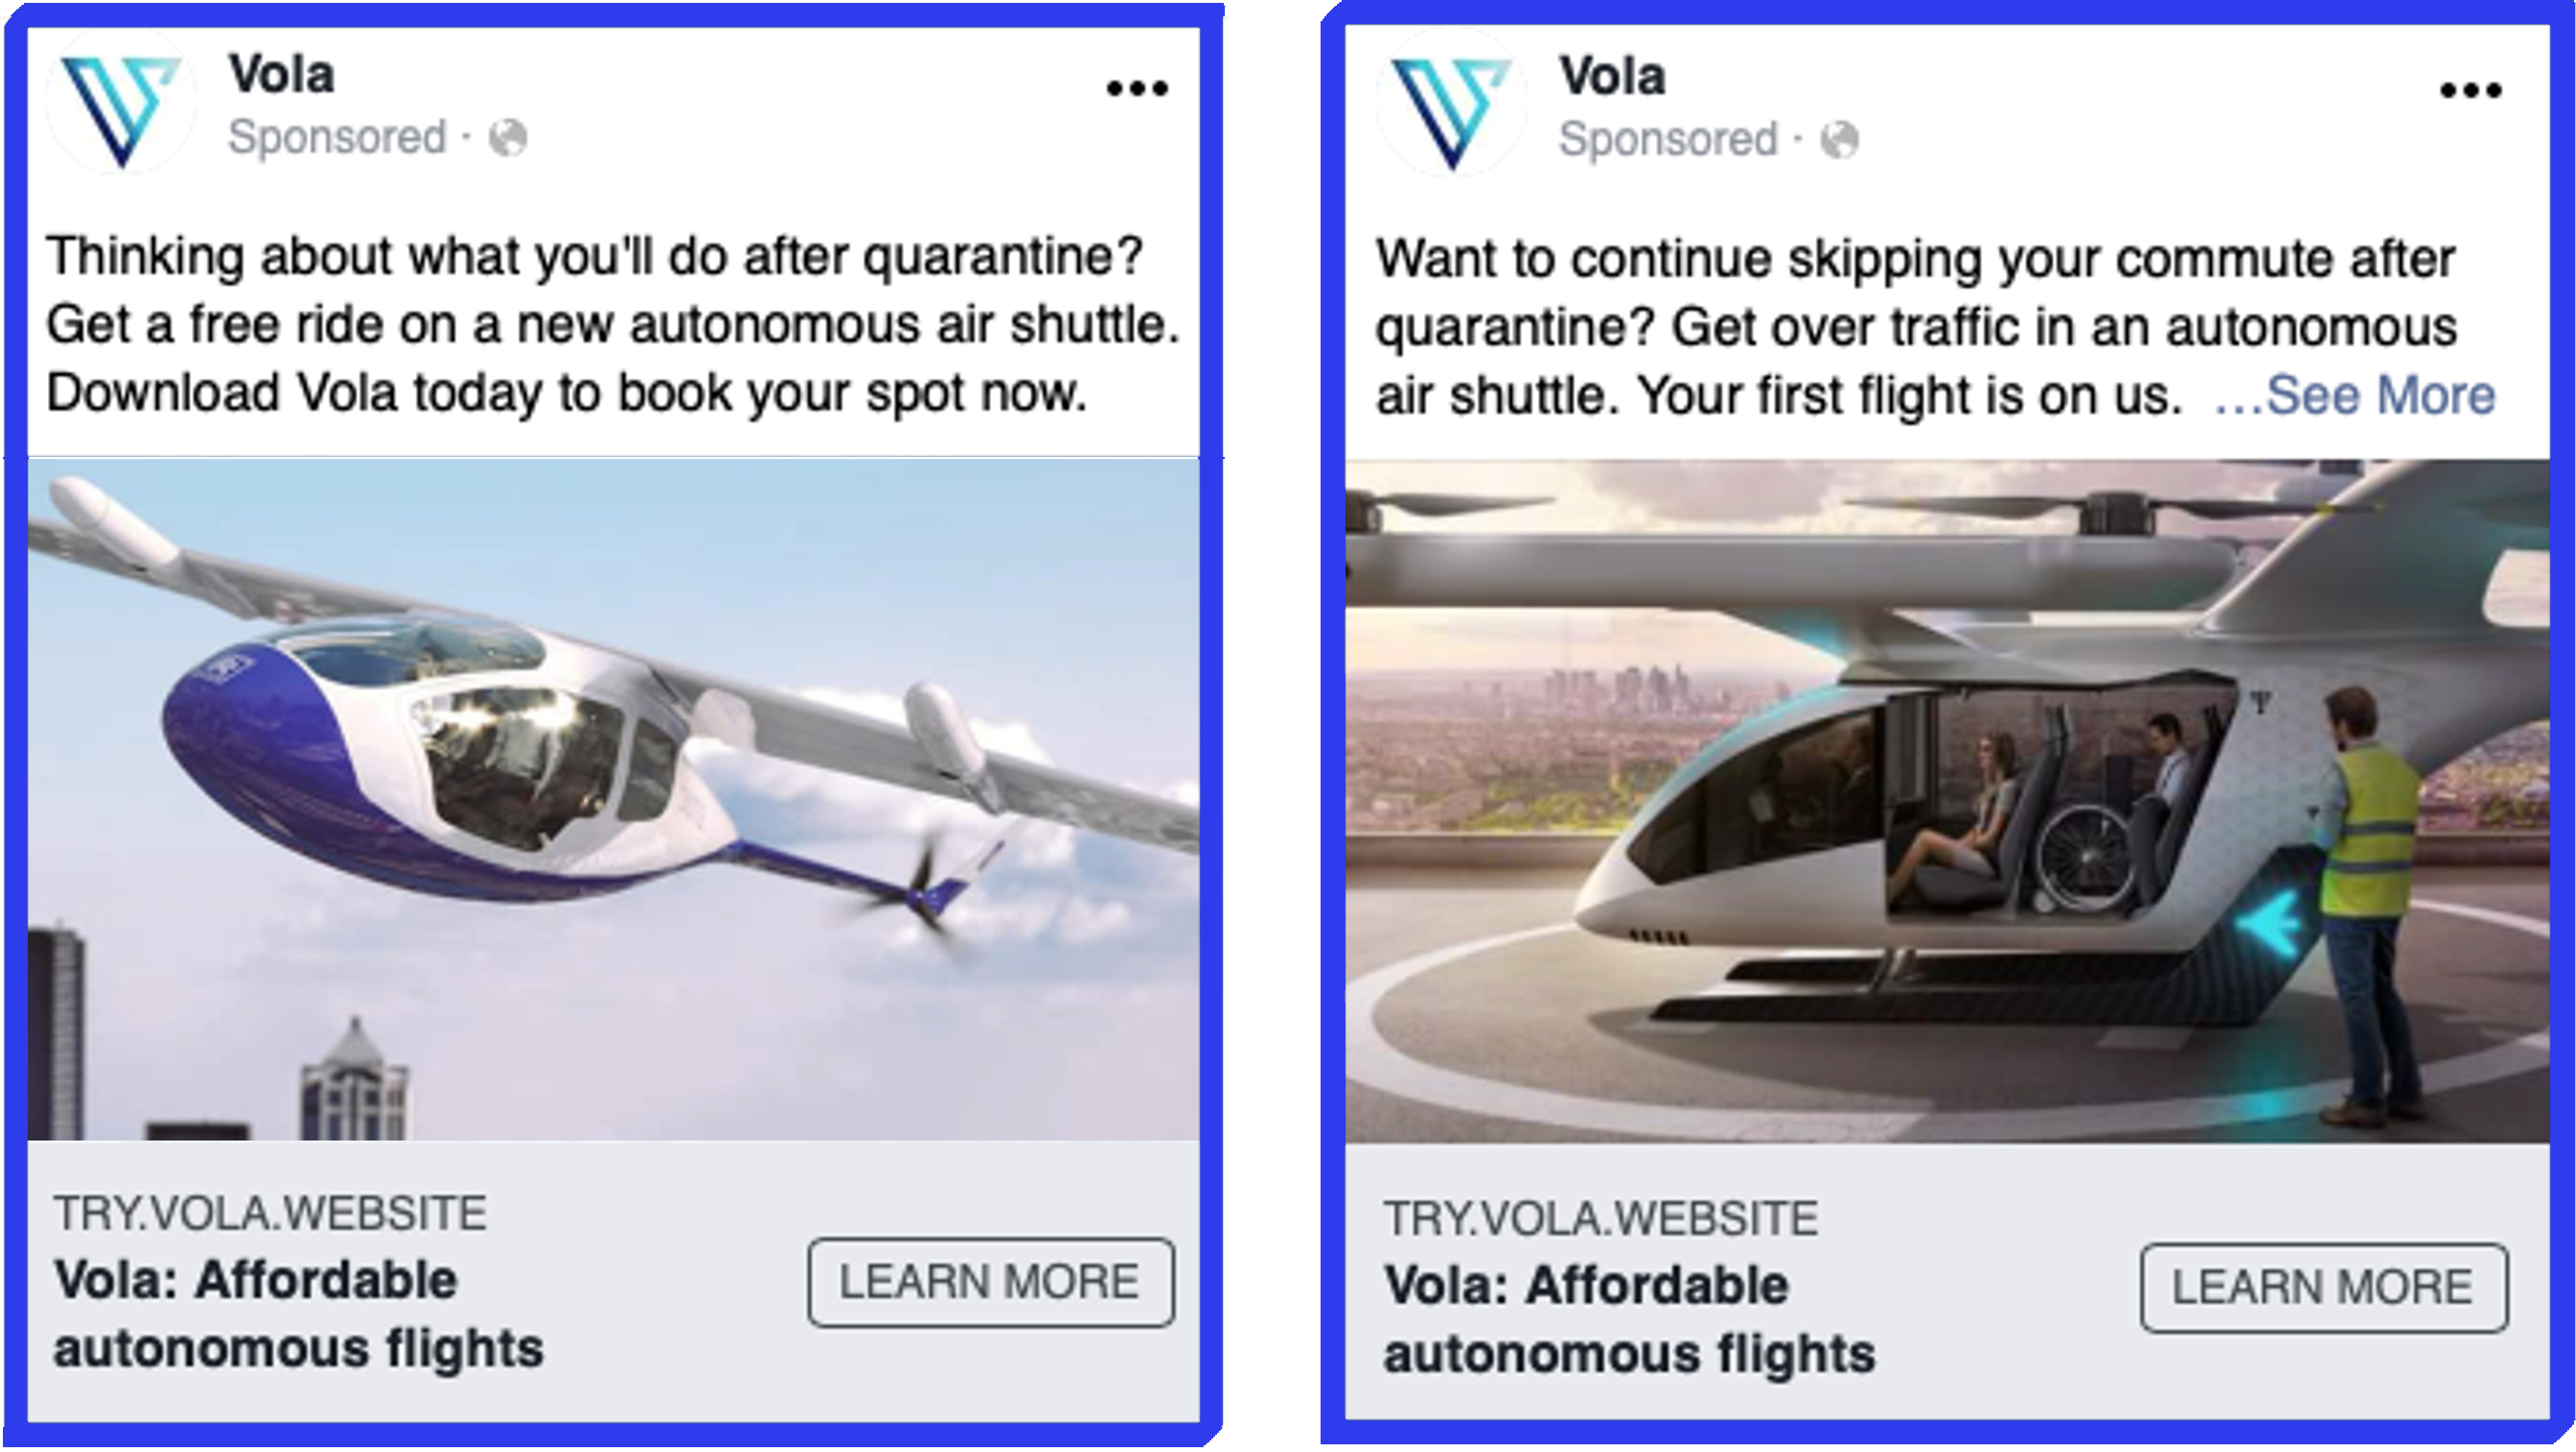 Vola
Sponsored ·
Thinking about what you'll do after quarantine?
Get a free ride on a new autonomous air shuttle.
Download Vola today to book your spot now.
TRY.VOLA.WEBSITE
Vola: Affordable
autonomous flights
LEARN MORE
Vola
Sponsored ·
Want to continue skipping your commute after
quarantine? Get over traffic in an autonomous
air shuttle. Your first flight is on us. ...See More
TRY.VOLA.WEBSITE
Vola: Affordable
autonomous flights
LEARN MORE